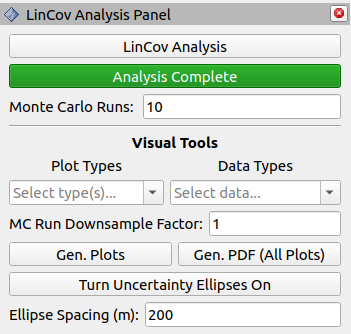 LinCov Analysis Panel
LinCov Analysis
Analysis Complete
Monte Carlo Runs: 10
Visual Tools
Plot Types Data Types
Select type(s)... Select data...
MC Run Downsample Factor: 1
Gen. Plots Gen. PDF (All Plots)
Turn Uncertainty Ellipses On
Ellipse Spacing (m): 200